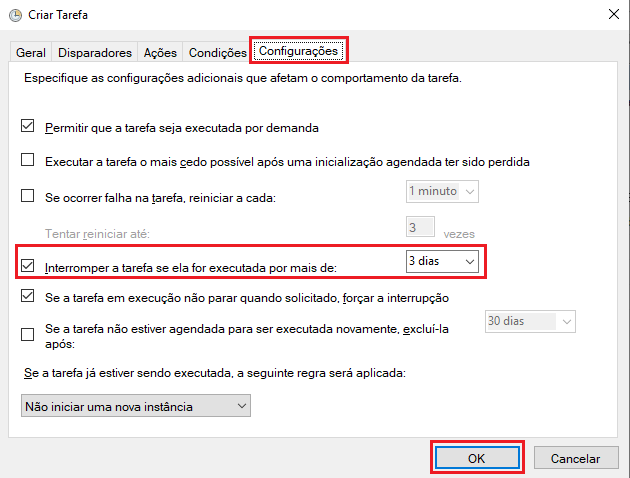 Criar Tarefa
Geral Disparadores Ações Condições Configurações
Especifique as configurações adicionais que afetam o comportamento da tarefa.
Permitir que a tarefa seja executada por demanda
Executar a tarefa o mais cedo possível após uma inicialização agendada ter sido perdida
Se ocorrer falha na tarefa, reiniciar a cada: 1 minuto
Tentar reiniciar até: 3 vezes
Interromper a tarefa se ela for executada por mais de: 3 dias
Se a tarefa em execução não parar quando solicitado, forçar a interrupção
Se a tarefa não estiver agendada para ser executada novamente, excluí-la 30 dias
após:
Se a tarefa já estiver sendo executada, a seguinte regra será aplicada:
Não iniciar uma nova instância
OK Cancelar